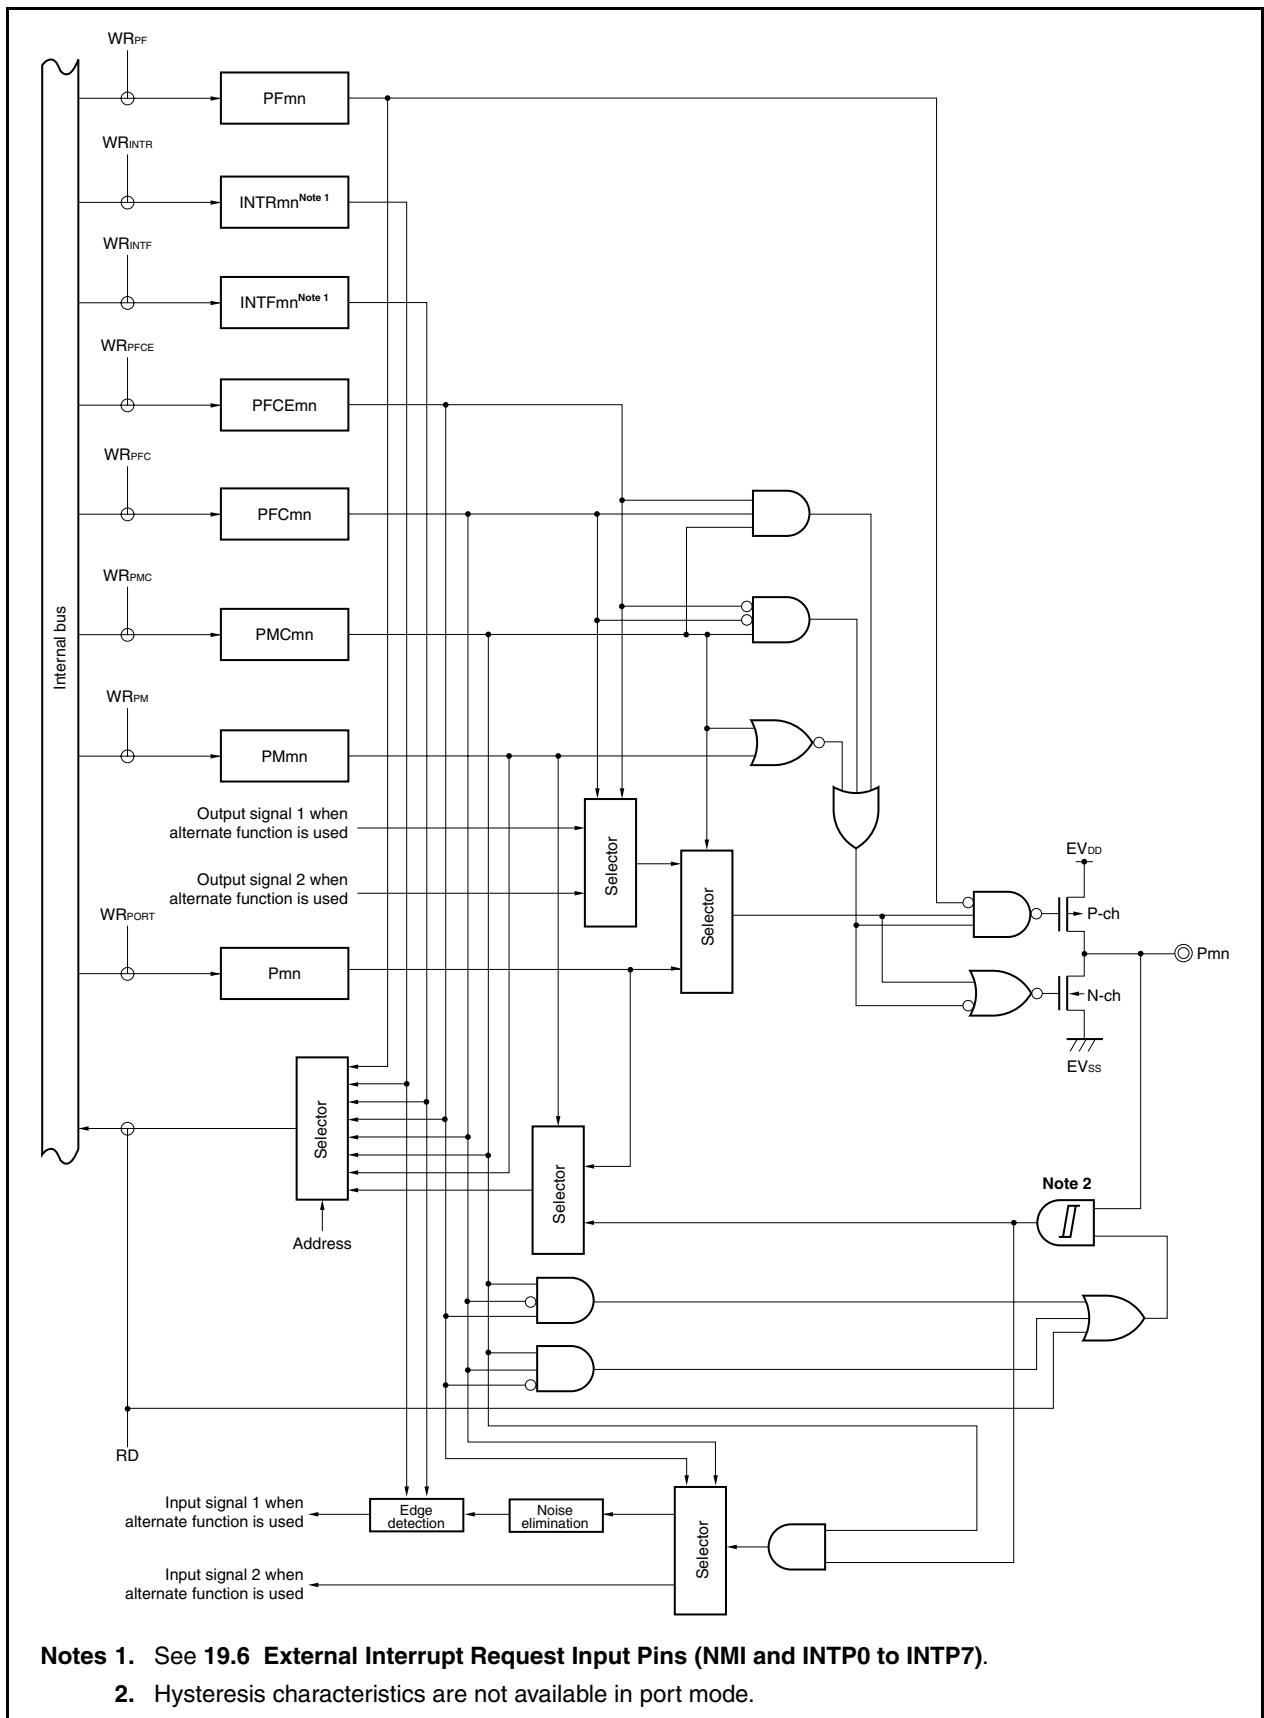 WRPF
PFmn
WRINTR
INTRmnNote 1
WRINTF
INTFmnNote 1
WRPFCE
PFCEmn
WRPFC
PFCmn
WRPMC
PMCmn
Internal bus
WRPM
PMmn
Output signal 1 when
alternate function is used
Output signal 2 when
alternate function is used
Selector
Selector
WRPORT
Pmn
EVDD
P-ch
Pmn
N-ch
EVSS
Selector
Address
Selector
Note 2
RD
Input signal 1 when
alternate function is used
Edge
detection
Noise
elimination
Selector
Input signal 2 when
alternate function is used
Notes 1. See 19.6 External Interrupt Request Input Pins (NMI and INTP0 to INTP7).
2. Hysteresis characteristics are not available in port mode.